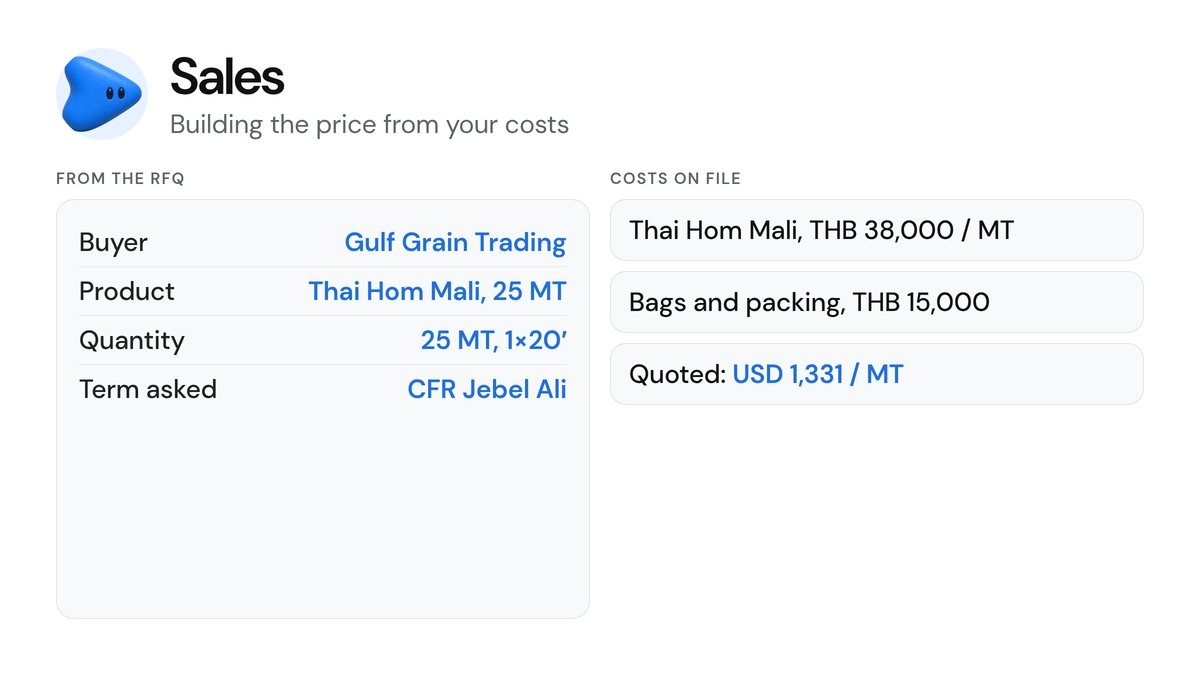 Sales
Building the price from your costs
FROM THE RFQ
Buyer Gulf Grain Trading
Product Thai Hom Mali, 25 MT
Quantity 25 MT, 1×20′
Term asked CFR Jebel Ali
COSTS ON FILE
Thai Hom Mali, THB 38,000 / MT
Bags and packing, THB 15,000
Quoted: USD 1,331 / MT